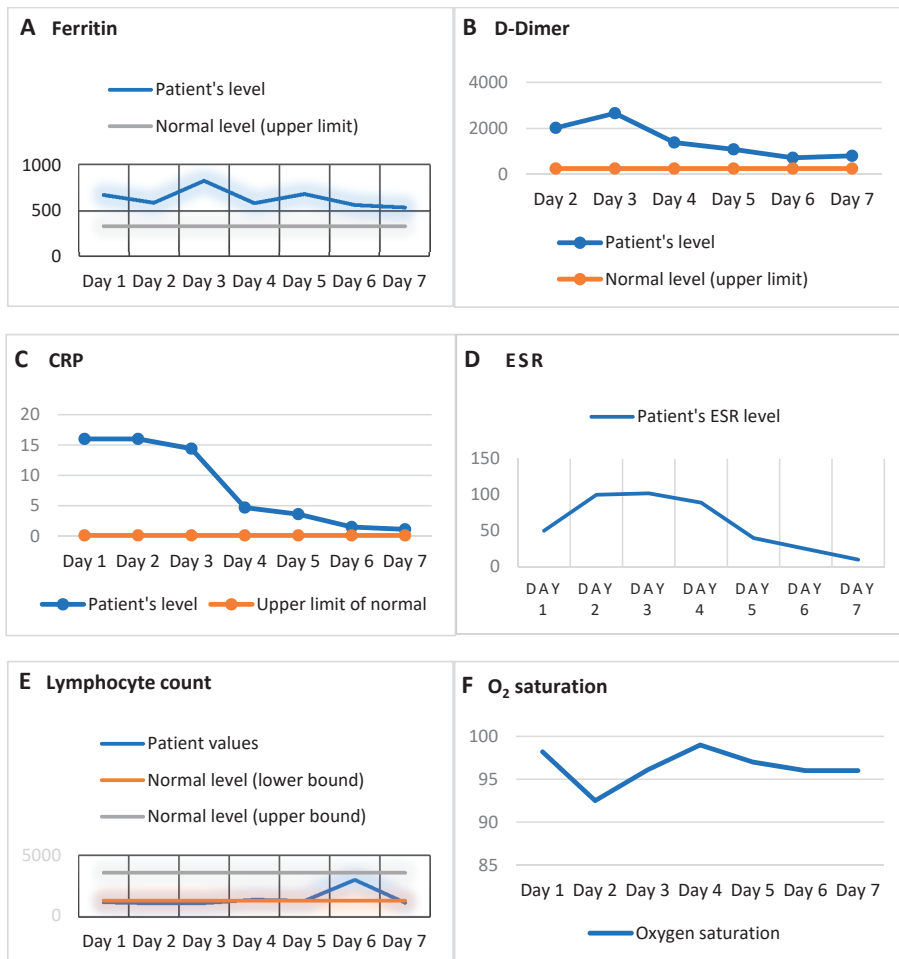 A Ferritin
Patient's level
Normal level (upper limit)
1000
500
0
Day 1 Day 2 Day 3 Day 4 Day 5 Day 6 Day 7
B D-Dimer
4000
2000
0
Day 2 Day 3 Day 4 Day 5 Day 6 Day 7
Patient's level
Normal level (upper limit)
C CRP
20
15
10
5
0
Day 1 Day 2 Day 3 Day 4 Day 5 Day 6 Day 7
Patient's level Upper limit of normal
D ESR
Patient's ESR level
150
100
50
0
DAY DAY DAY DAY DAY DAY DAY
1 2 3 4 5 6 7
E Lymphocyte count
Patient values
Normal level (lower bound)
Normal level (upper bound)
5000
0
Day 1 Day 2 Day 3 Day 4 Day 5 Day 6 Day 7
F O₂ saturation
100
95
90
85
Day 1 Day 2 Day 3 Day 4 Day 5 Day 6 Day 7
Oxygen saturation